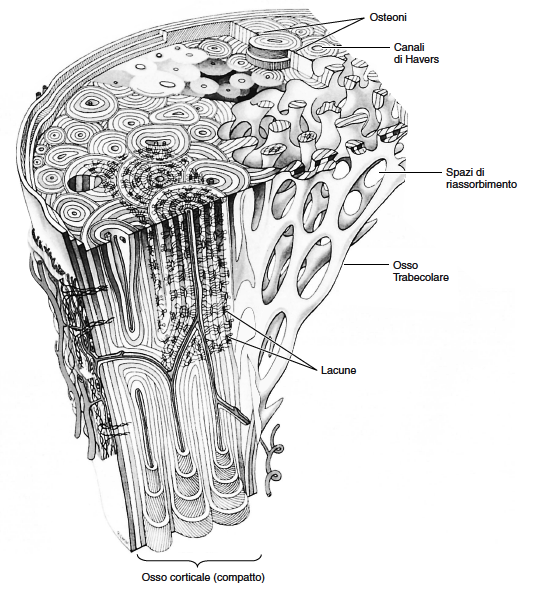 Osteoni
Canali
di Havers
Spazi di
riassorbimento
Osso
Trabecolare
Lacune
Osso corticale (compatto)